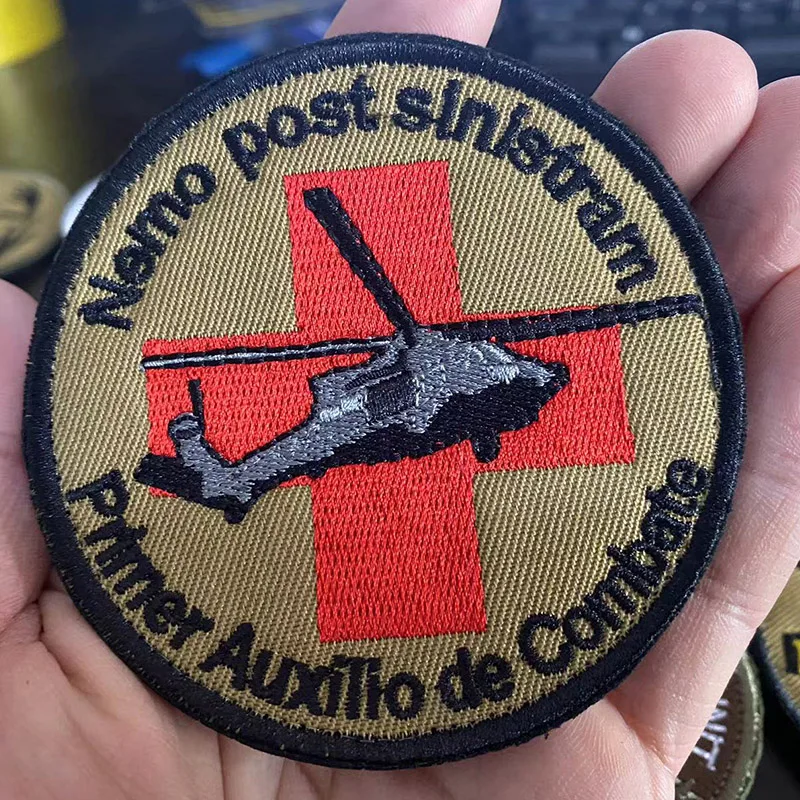 Nemo post sinistram
Primer Auxilio de Combate